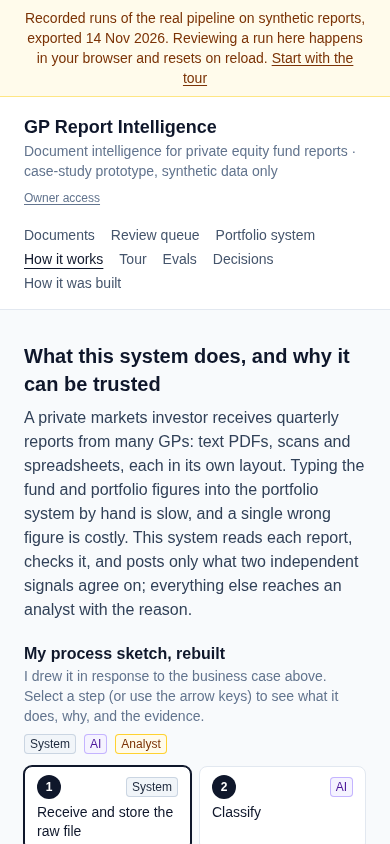 Recorded runs of the real pipeline on synthetic reports,
exported 14 Nov 2026. Reviewing a run here happens
in your browser and resets on reload. Start with the
tour
GP Report Intelligence
Document intelligence for private equity fund reports ·
case-study prototype, synthetic data only
Owner access
Documents Review queue Portfolio system
How it works Tour Evals Decisions
How it was built
What this system does, and why it
can be trusted
A private markets investor receives quarterly
reports from many GPs: text PDFs, scans and
spreadsheets, each in its own layout. Typing the
fund and portfolio figures into the portfolio
system by hand is slow, and a single wrong
figure is costly. This system reads each report,
checks it, and posts only what two independent
signals agree on; everything else reaches an
analyst with the reason.
My process sketch, rebuilt
I drew it in response to the business case above.
Select a step (or use the arrow keys) to see what it
does, why, and the evidence.
System AI Analyst
1 System
Receive and store the
raw file
2 AI
Classify